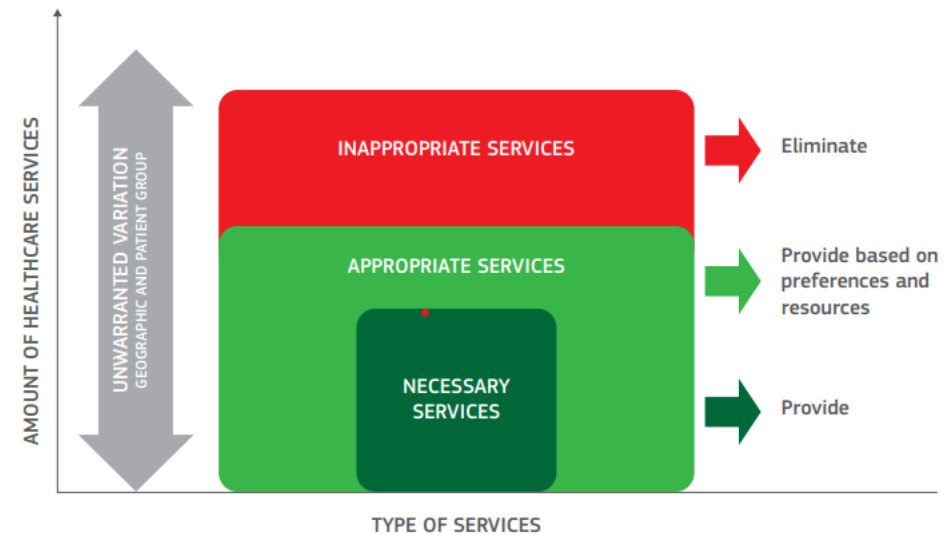 AMOUNT OF HEALTHCARE SERVICES
UNWARRANTED VARIATION
GEOGRAPHIC AND PATIENT GROUP
INAPPROPRIATE SERVICES
Eliminate
APPROPRIATE SERVICES
Provide based on
preferences and
resources
NECESSARY
SERVICES
Provide
TYPE OF SERVICES